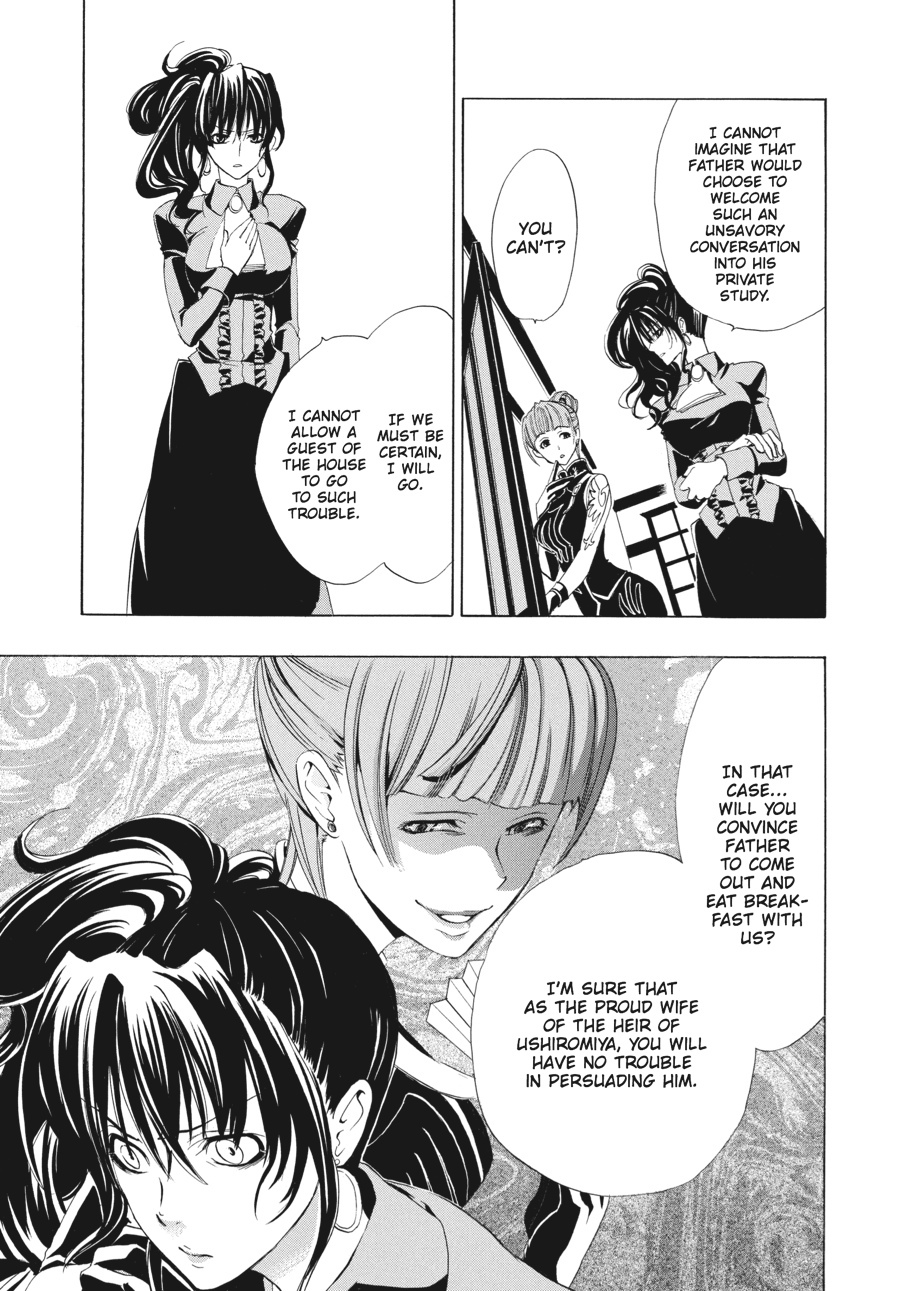 I CANNOT
IMAGINE THAT
FATHER WOULD
CHOOSE TO
WELCOME
SUCH AN
UNSAVORY
CONVERSATION
INTO HIS
PRIVATE
STUDY.
YOU
CAN'T?
IF WE
MUST BE
CERTAIN,
I WILL
GO.
I CANNOT
ALLOW A
GUEST OF
THE HOUSE
TO GO
TO SUCH
TROUBLE.
IN THAT
CASE...
WILL YOU
CONVINCE
FATHER
TO COME
OUT AND
EAT BREAK-
FAST WITH
US?
I'M SURE THAT
AS THE PROUD WIFE
OF THE HEIR OF
USHIROMIYA, YOU WILL
HAVE NO TROUBLE
IN PERSUADING HIM.